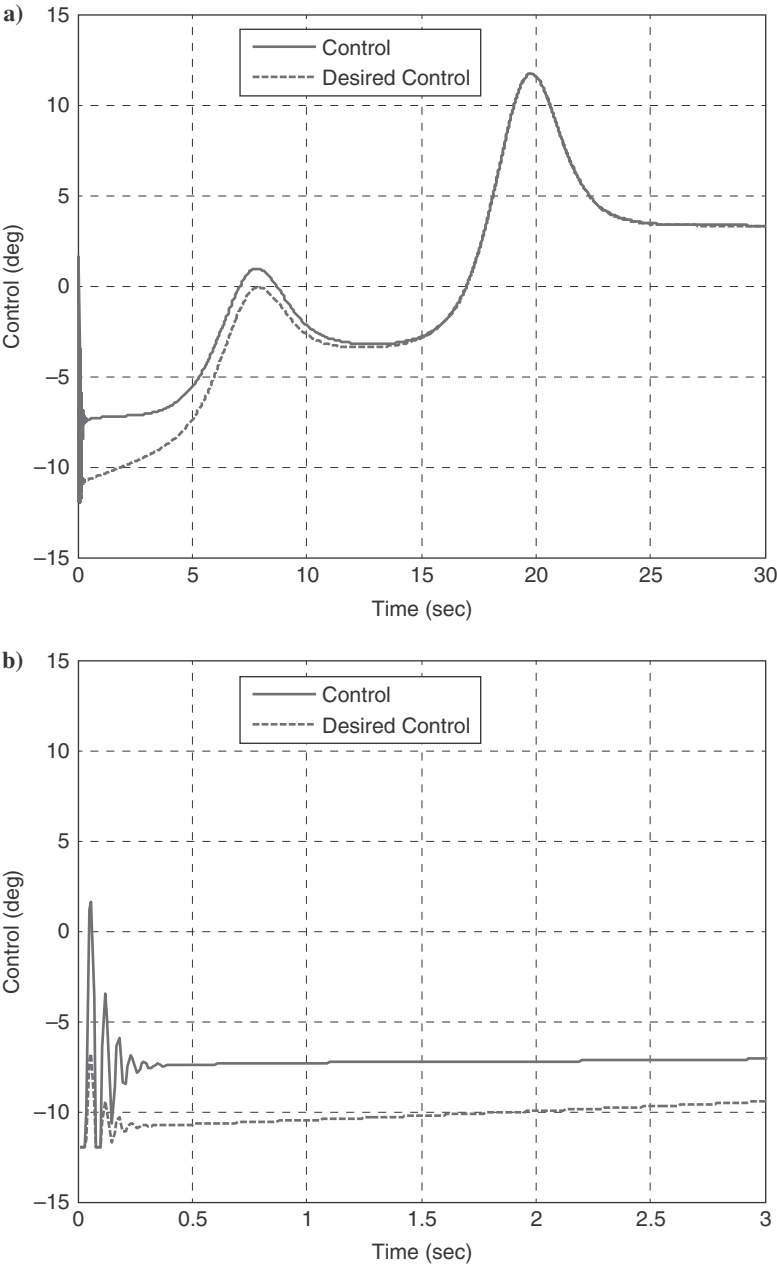 a)
15
10
5
0
–5
–10
–15
Control (deg)
Control
Desired Control
0
5
10
15
20
25
30
Time (sec)
b)
15
10
5
0
–5
–10
–15
Control (deg)
Control
Desired Control
0
0.5
1
1.5
2
2.5
3
Time (sec)